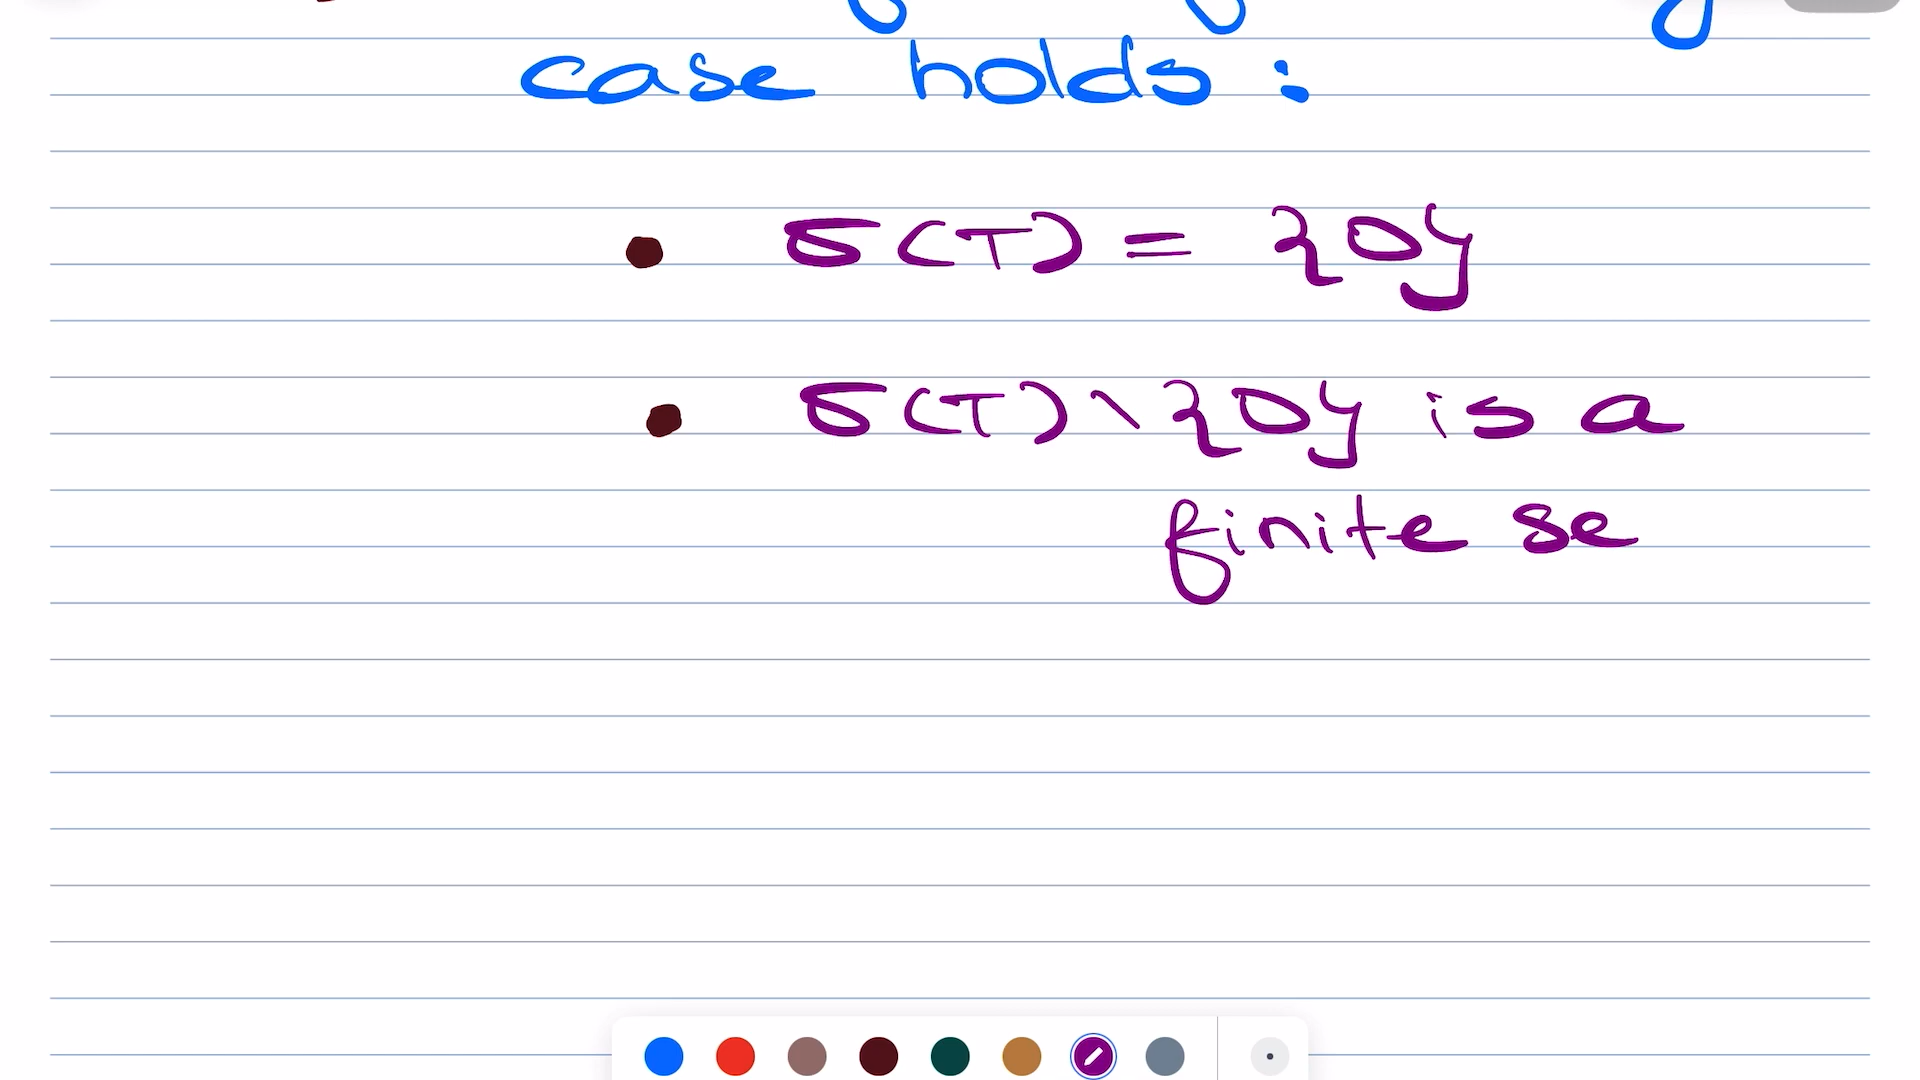 case holds :
• σ(T) = {0}
• σ(T) \ {0} is a
finite se